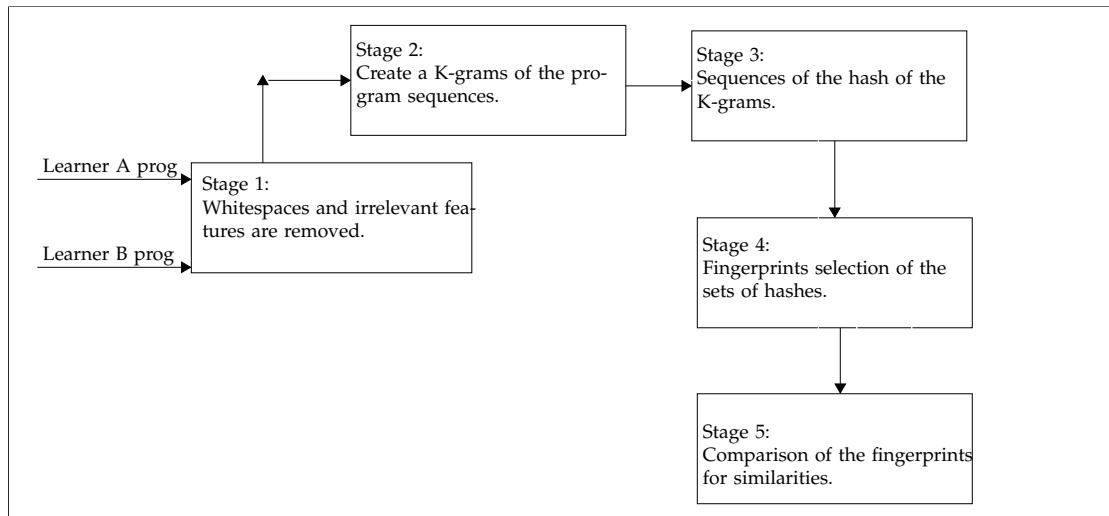 Learner A prog
Learner B prog
Stage 1:
Whitespaces and irrelevant fea-
tures are removed.
Stage 2:
Create a K-grams of the pro-
gram sequences.
Stage 3:
Sequences of the hash of the
K-grams.
Stage 4:
Fingerprints selection of the
sets of hashes.
Stage 5:
Comparison of the fingerprints
for similarities.